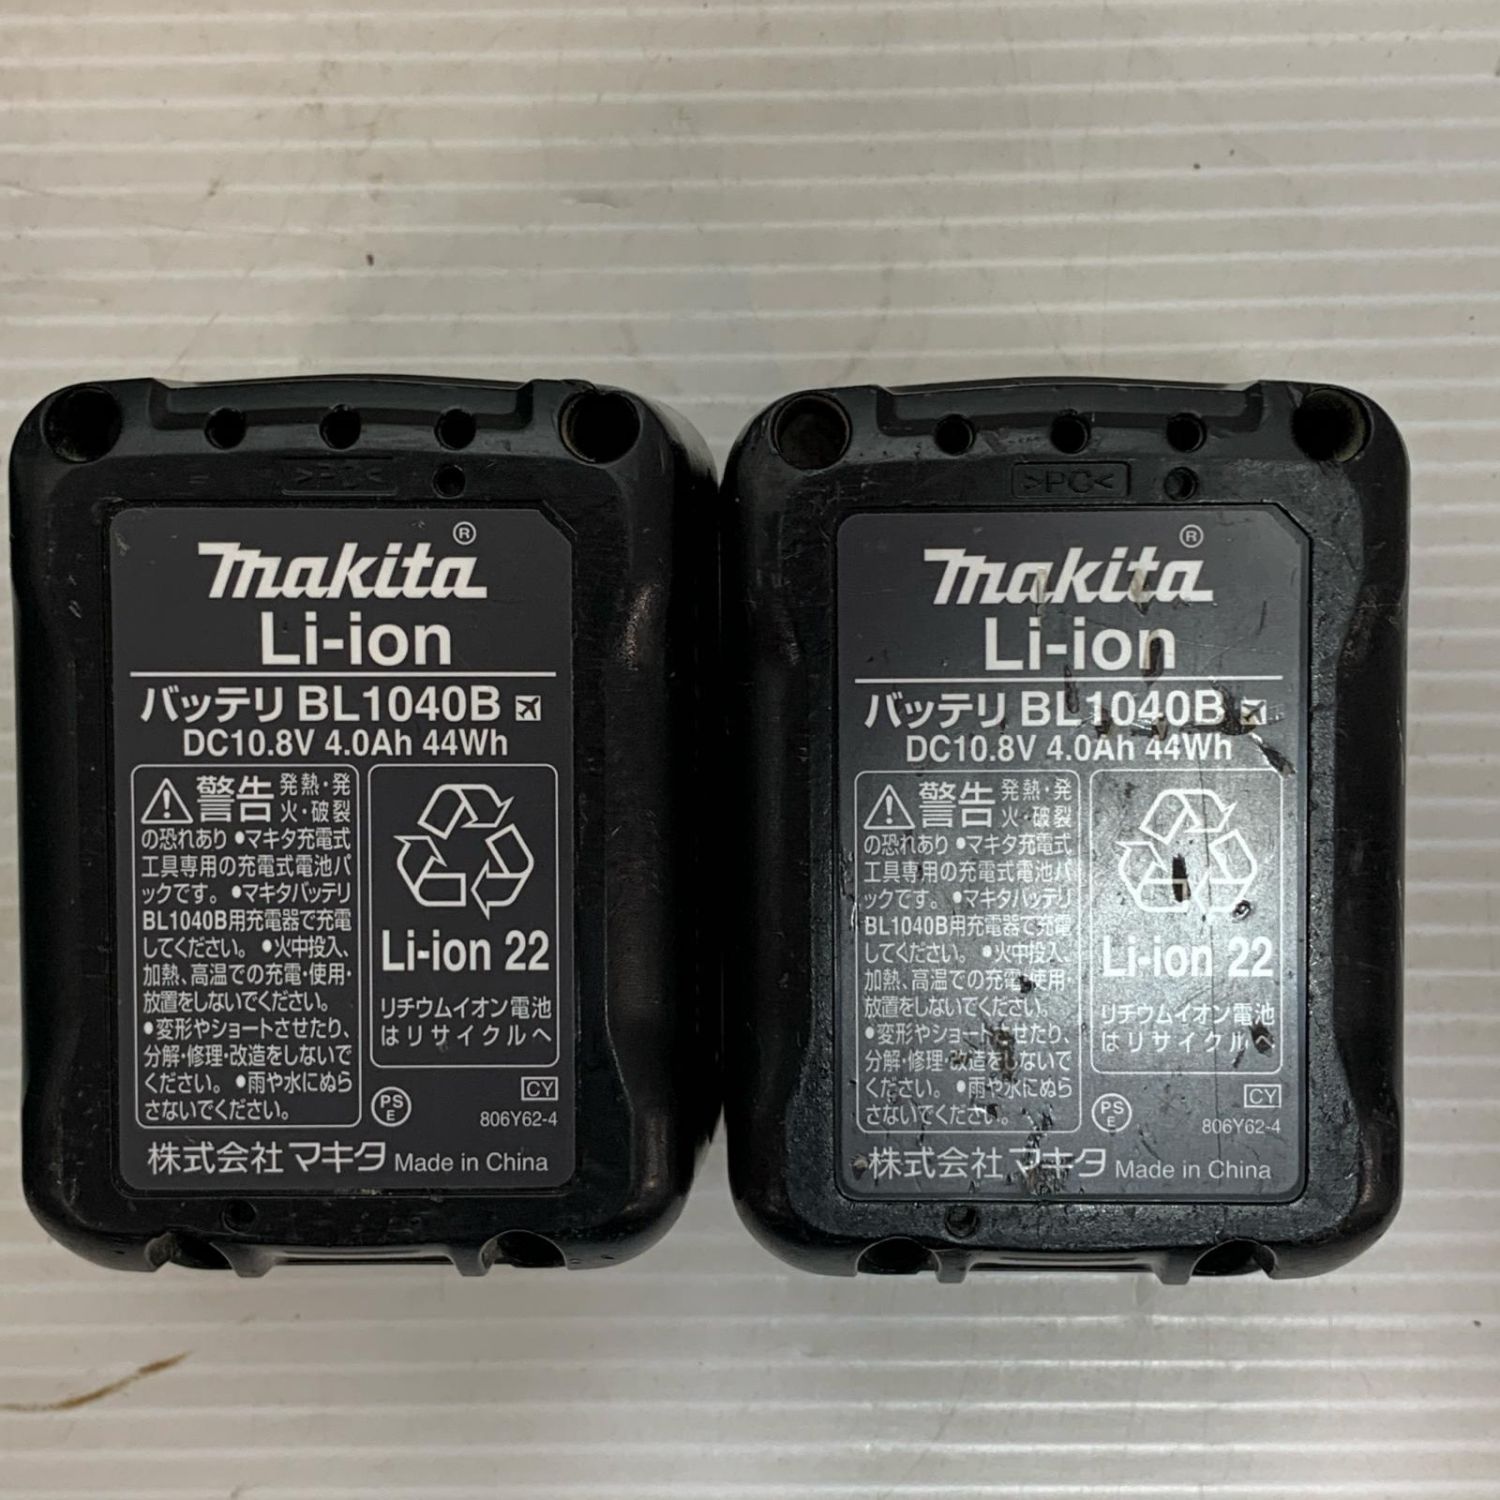 >PC<
makita®
Li-ion
バッテリ BL1040B
DC10.8V 4.0Ah 44Wh
警告 発熱・発
火・破裂
の恐れあり ●マキタ充電式
工具専用の充電式電池パ
ックです。●マキタバッテリ
BL1040B用充電器で充電
してください。●火中投入、
加熱、高温での充電・使用・
放置をしないでください。
●変形やショートさせたり、
分解・修理・改造をしないで
ください。●雨や水にぬら
さないでください。
Li-ion 22
リチウムイオン電池
はリサイクルへ
PS
E
CY
806Y62-4
株式会社マキタ Made in China
>PC<
makita®
Li-ion
バッテリ BL1040B
DC10.8V 4.0Ah 44Wh
警告 発熱・発
火・破裂
の恐れあり ●マキタ充電式
工具専用の充電式電池パ
ックです。●マキタバッテリ
BL1040B用充電器で充電
してください。●火中投入、
加熱、高温での充電・使用・
放置をしないでください。
●変形やショートさせたり、
分解・修理・改造をしないで
ください。●雨や水にぬら
さないでください。
Li-ion 22
リチウムイオン電池
はリサイクルへ
PS
E
CY
806Y62-4
株式会社マキタ Made in China